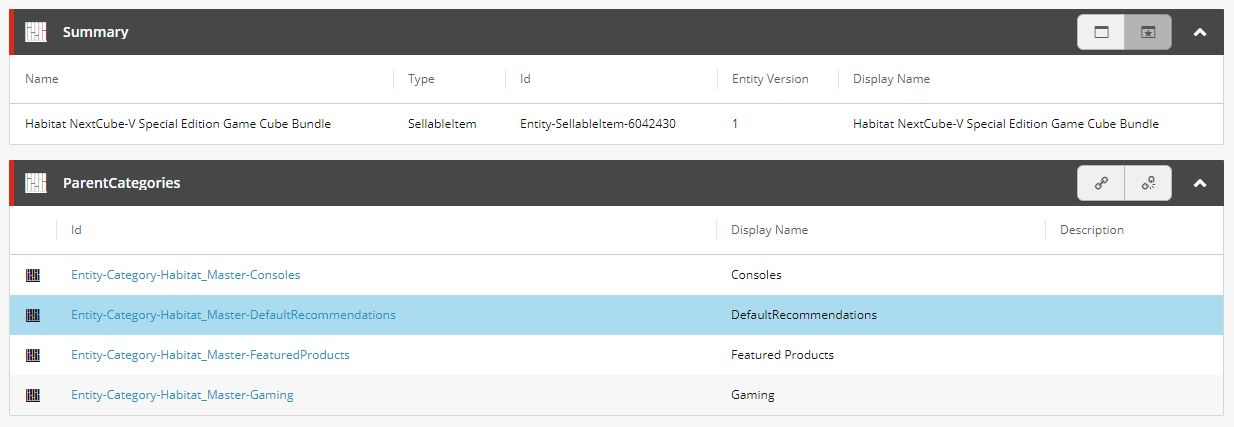 Summary
Name Type Id Entity Version Display Name
Habitat NextCube-V Special Edition Game Cube Bundle SellableItem Entity-SellableItem-6042430 1 Habitat NextCube-V Special Edition Game Cube Bundle
ParentCategories
Id Display Name Description
Entity-Category-Habitat_Master-Consoles Consoles
Entity-Category-Habitat_Master-DefaultRecommendations DefaultRecommendations
Entity-Category-Habitat_Master-FeaturedProducts Featured Products
Entity-Category-Habitat_Master-Gaming Gaming